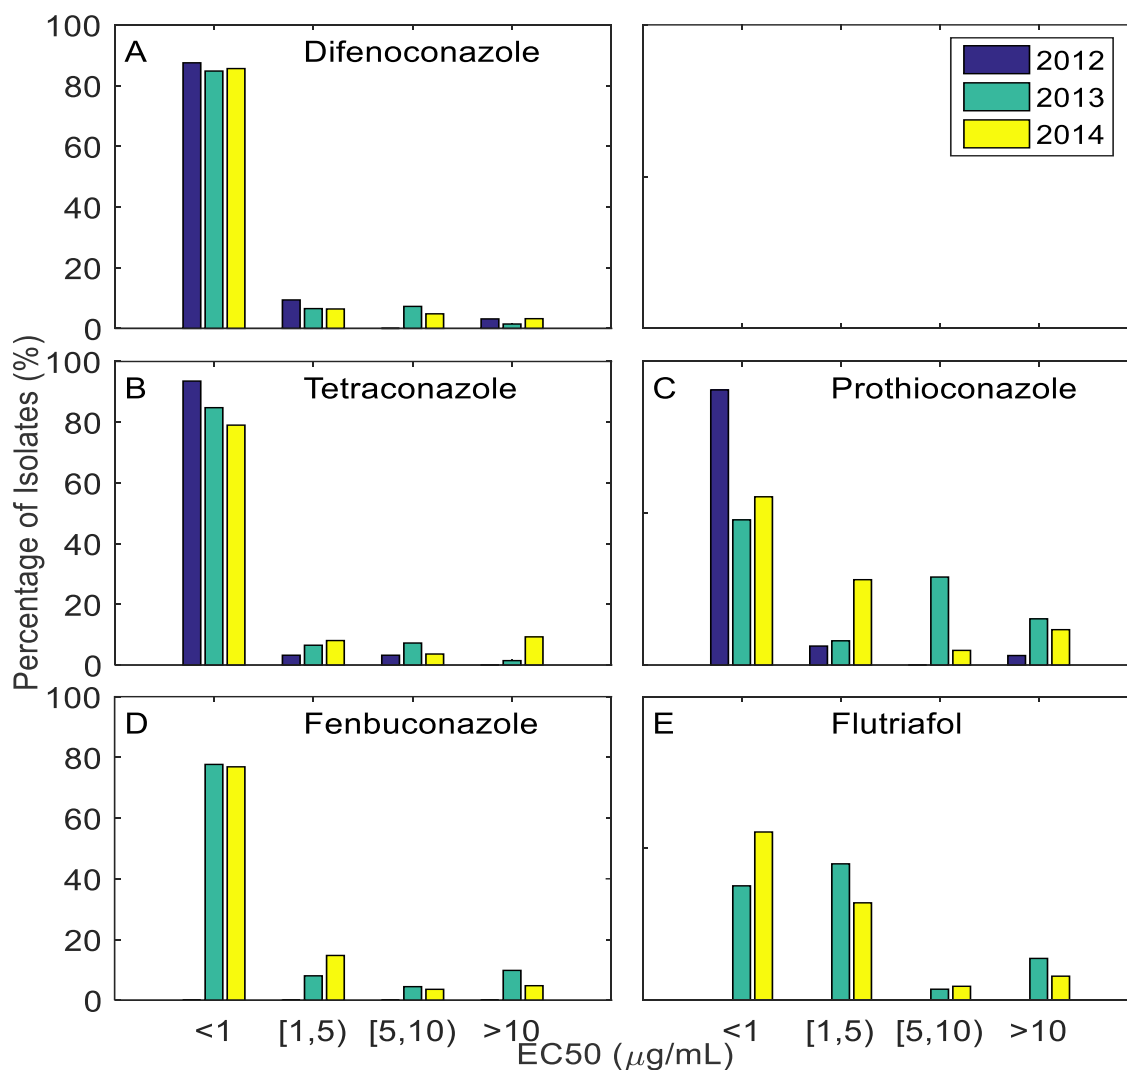 100
80
60
40
20
0
A
Difenoconazole
2012
2013
2014
Percentage of Isolates (%)
100
80
60
40
20
0
B
Tetraconazole
C
Prothioconazole
100
80
60
40
20
0
D
Fenbuconazole
E
Flutriafol
<1 [1,5) [5,10) >10
<1 [1,5) [5,10) >10
EC50 (μg/mL)